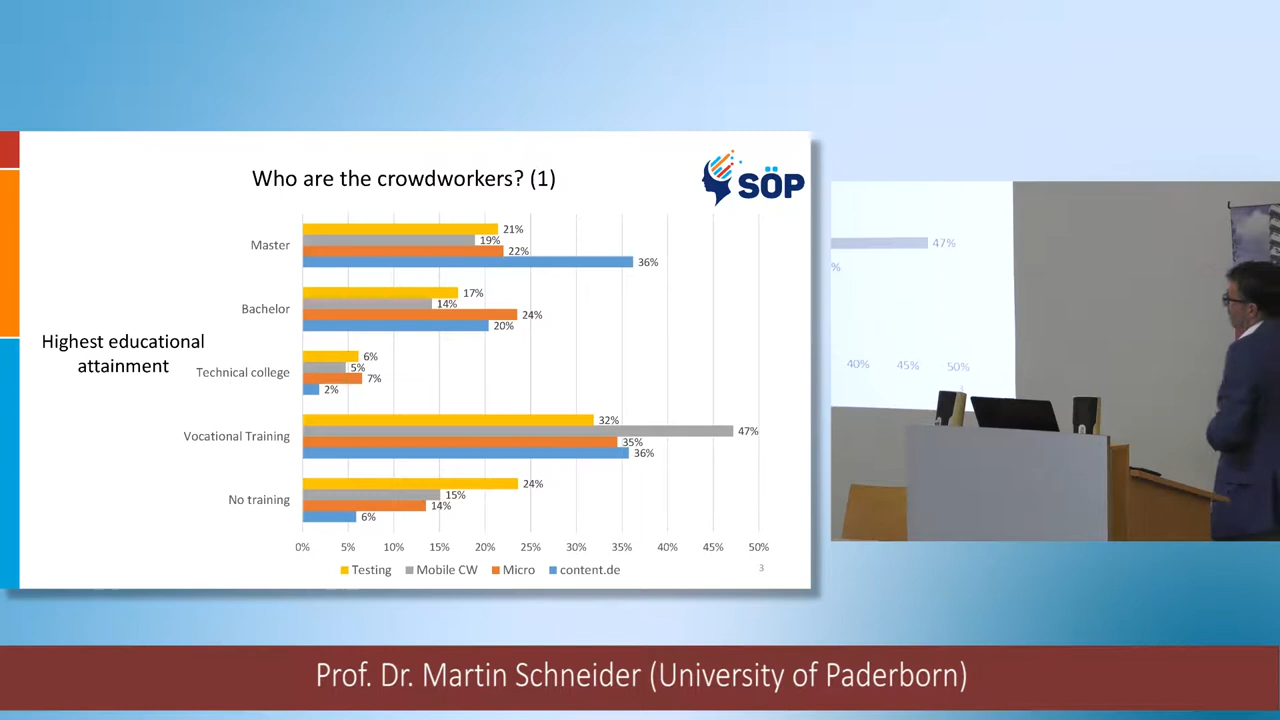 Who are the crowdworkers? (1)
SÖP
Highest educational
attainment
Master
21%
19%
22%
36%
Bachelor
17%
14%
24%
20%
Technical college
6%
5%
7%
2%
Vocational Training
32%
47%
35%
36%
No training
24%
15%
14%
6%
0% 5% 10% 15% 20% 25% 30% 35% 40% 45% 50%
Testing Mobile CW Micro content.de
3
47%
%
40% 45% 50%
Prof. Dr. Martin Schneider (University of Paderborn)